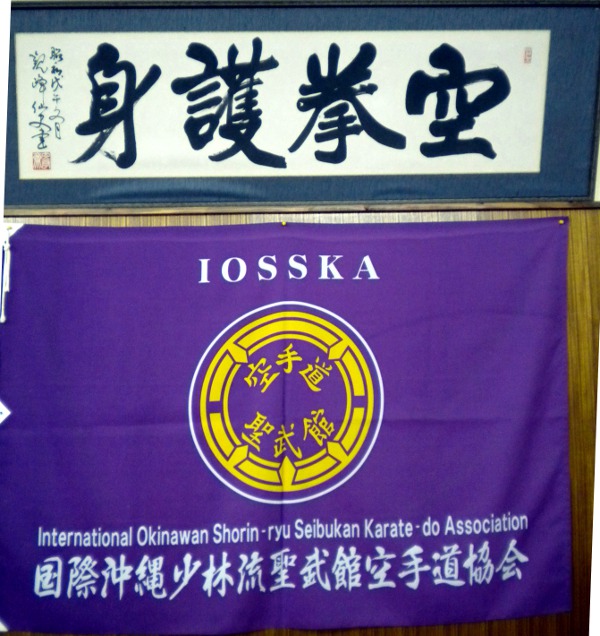 空拳護身
IOSSKA
空手道
聖武館
International Okinawan Shorin-ryu Seibukan Karate-do Association
国際沖縄少林流聖武館空手道協会